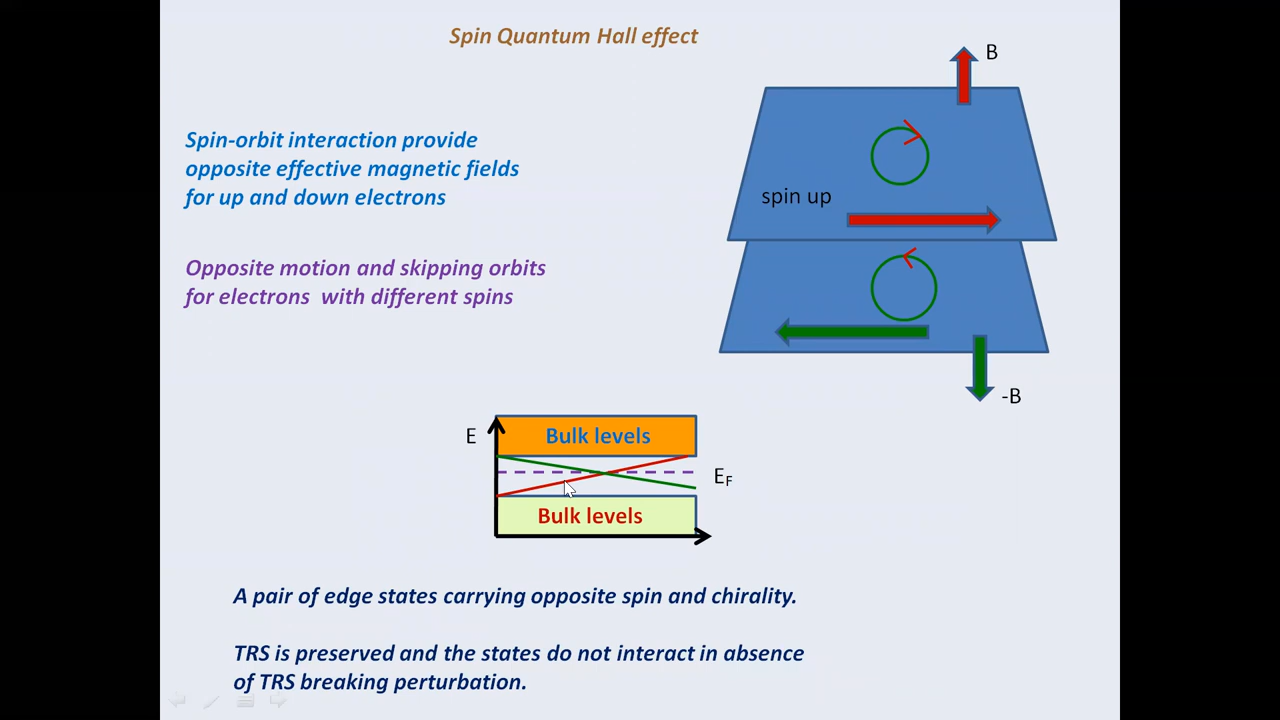 Spin Quantum Hall effect
B
Spin-orbit interaction provide
opposite effective magnetic fields
for up and down electrons
spin up
Opposite motion and skipping orbits
for electrons with different spins
-B
E
Bulk levels
E_F
Bulk levels
A pair of edge states carrying opposite spin and chirality.
TRS is preserved and the states do not interact in absence
of TRS breaking perturbation.